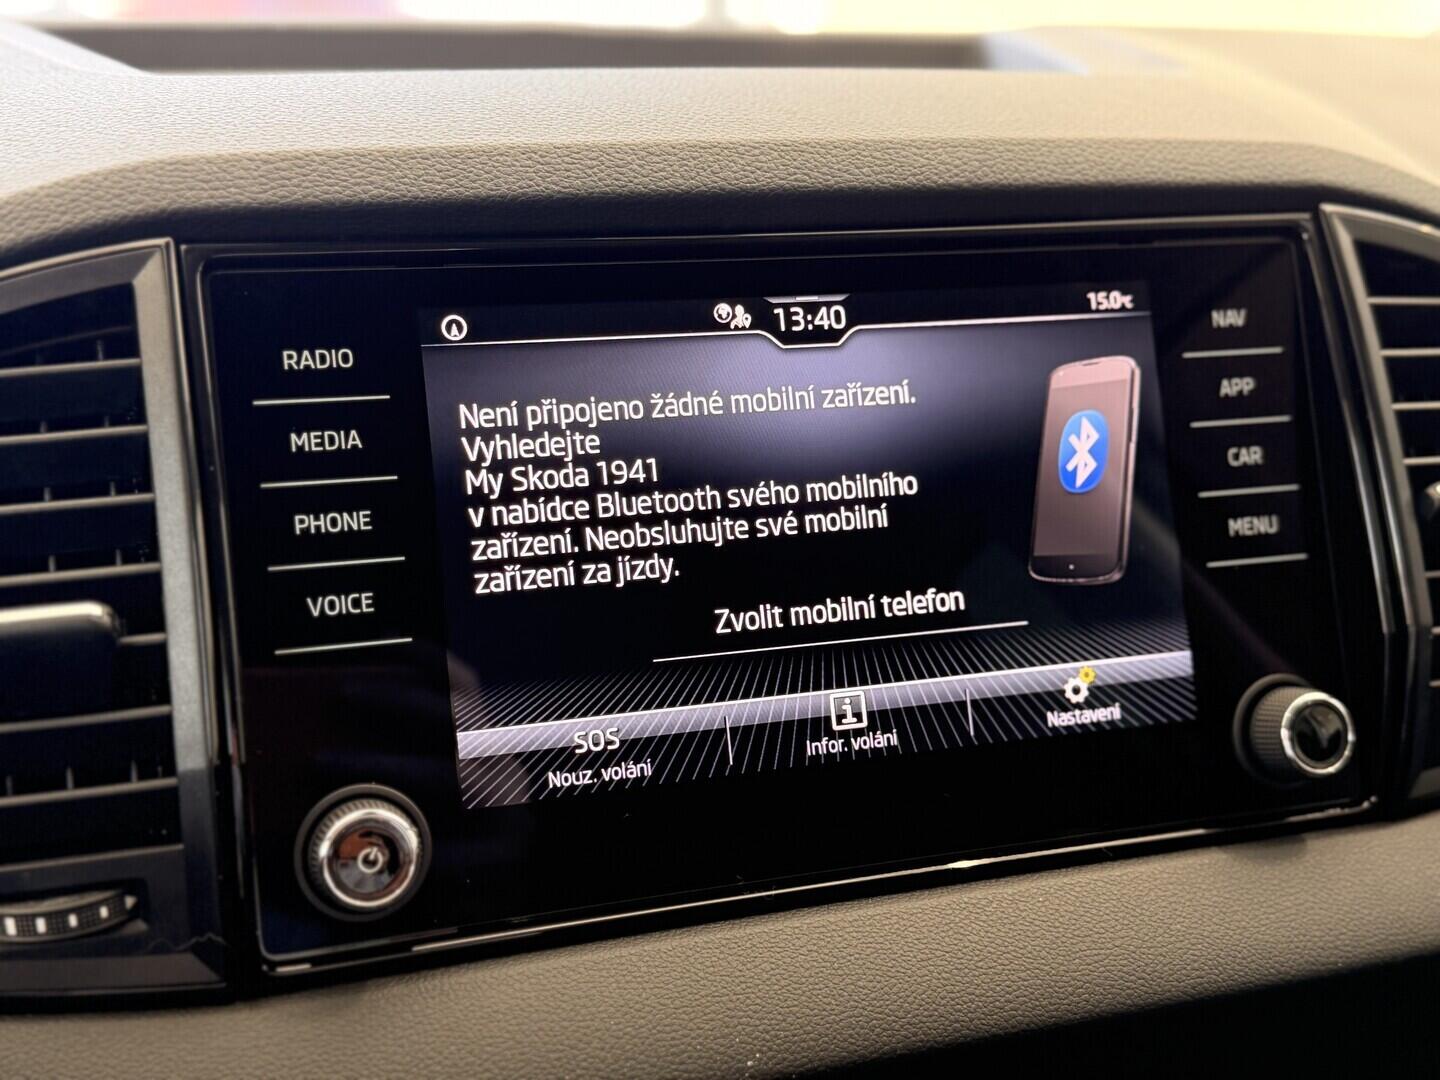 13:40
15.0°C
RADIO
MEDIA
PHONE
VOICE
Není připojeno žádné mobilní zařízení.
Vyhledejte
My Skoda 1941
v nabídce Bluetooth svého mobilního
zařízení. Neobsluhujte své mobilní
zařízení za jízdy.
Zvolit mobilní telefon
SOS
Nouz. volání
i
Infor. volání
Nastavení
NAV
APP
CAR
MENU